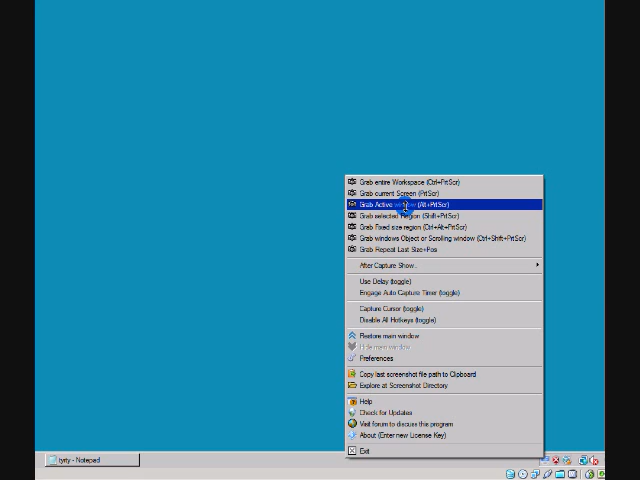 Grab entire Workspace (Ctrl+PrtScr)
Grab current Screen (PrtScr)
Grab Active window (Alt+PrtScr)
Grab selected Region (Shift+PrtScr)
Grab Fixed size region (Ctrl+Alt+PrtScr)
Grab windows Object or Scrolling window (Ctrl+Shift+PrtScr)
Grab Repeat Last Size+Pos
After Capture Show..
Use Delay (toggle)
Engage Auto Capture Timer (toggle)
Capture Cursor (toggle)
Disable All Hotkeys (toggle)
Restore main window
Hide main window
Preferences
Copy last screenshot file path to Clipboard
Explore at Screenshot Directory
Help
Check for Updates
Visit forum to discuss this program
About (Enter new License Key)
Exit
tyrty - Notepad